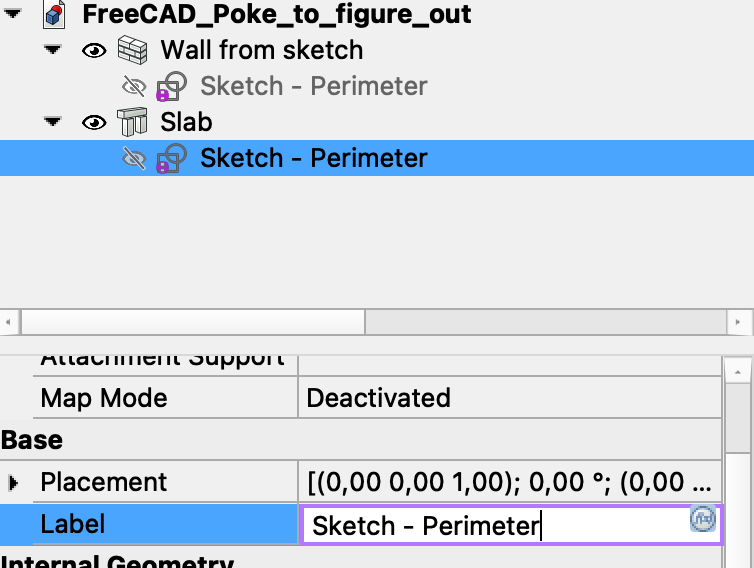 FreeCAD_Poke_to_figure_out
Wall from sketch
Sketch - Perimeter
Slab
Sketch - Perimeter
Attachment Support
Map Mode Deactivated
Base
Placement [(0,00 0,00 1,00); 0,00 °; (0,00 ...
Label Sketch - Perimeter
Internal Geometry